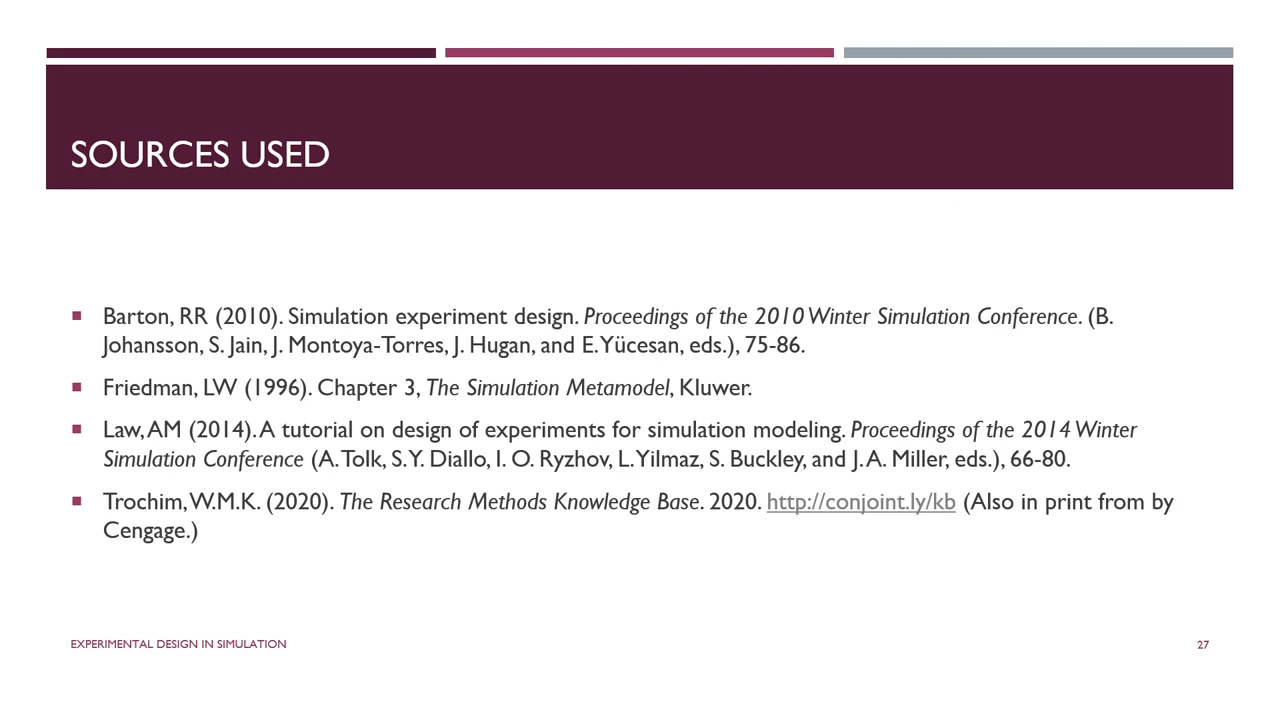 SOURCES USED
Barton, RR (2010). Simulation experiment design. Proceedings of the 2010 Winter Simulation Conference. (B.
Johansson, S. Jain, J. Montoya-Torres, J. Hugan, and E. Yücesan, eds.), 75-86.
Friedman, LW (1996). Chapter 3, The Simulation Metamodel, Kluwer.
Law, AM (2014). A tutorial on design of experiments for simulation modeling. Proceedings of the 2014 Winter
Simulation Conference (A. Tolk, S. Y. Diallo, I. O. Ryzhov, L. Yilmaz, S. Buckley, and J. A. Miller, eds.), 66-80.
Trochim, W.M.K. (2020). The Research Methods Knowledge Base. 2020. http://conjoint.ly/kb (Also in print from by
Cengage.)
EXPERIMENTAL DESIGN IN SIMULATION
27